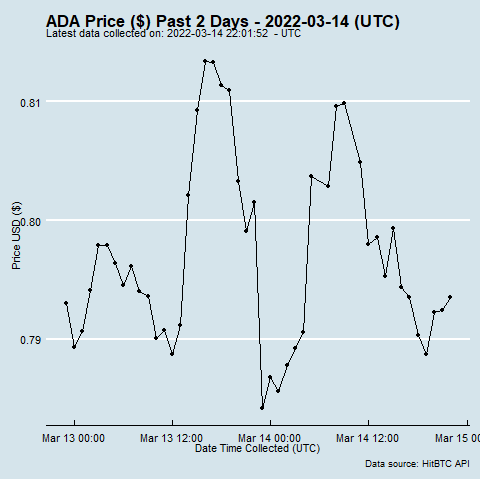 ADA Price ($) Past 2 Days - 2022-03-14 (UTC)
Latest data collected on: 2022-03-14 22:01:52 - UTC
0.81
0.80
0.79
Price USD ($)
Mar 13 00:00 Mar 13 12:00 Mar 14 00:00 Mar 14 12:00 Mar 15 00
Date Time Collected (UTC)
Data source: HitBTC API